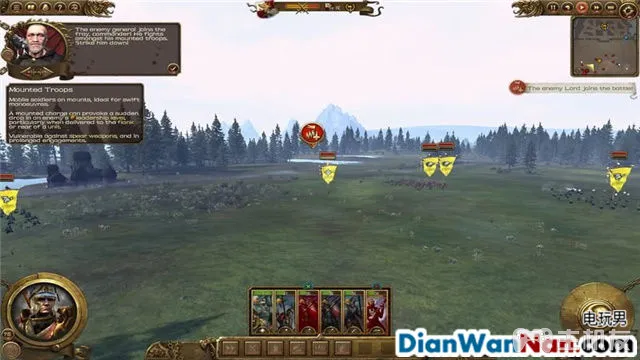 The enemy general joins the
fray, commander! He fights
amongst his mounted troops.
Strike him down!
Mounted Troops
Mobile soldiers on mounts, ideal for swift
manoeuvres.
A mounted charge can provoke a sudden
drop in an enemy's leadership level,
particularly when delivered to the flank
or rear of a unit.
Vulnerable against spear weapons, and in
prolonged engagements.
The enemy Lord joins the battle!
电玩男
DianWanNan.com